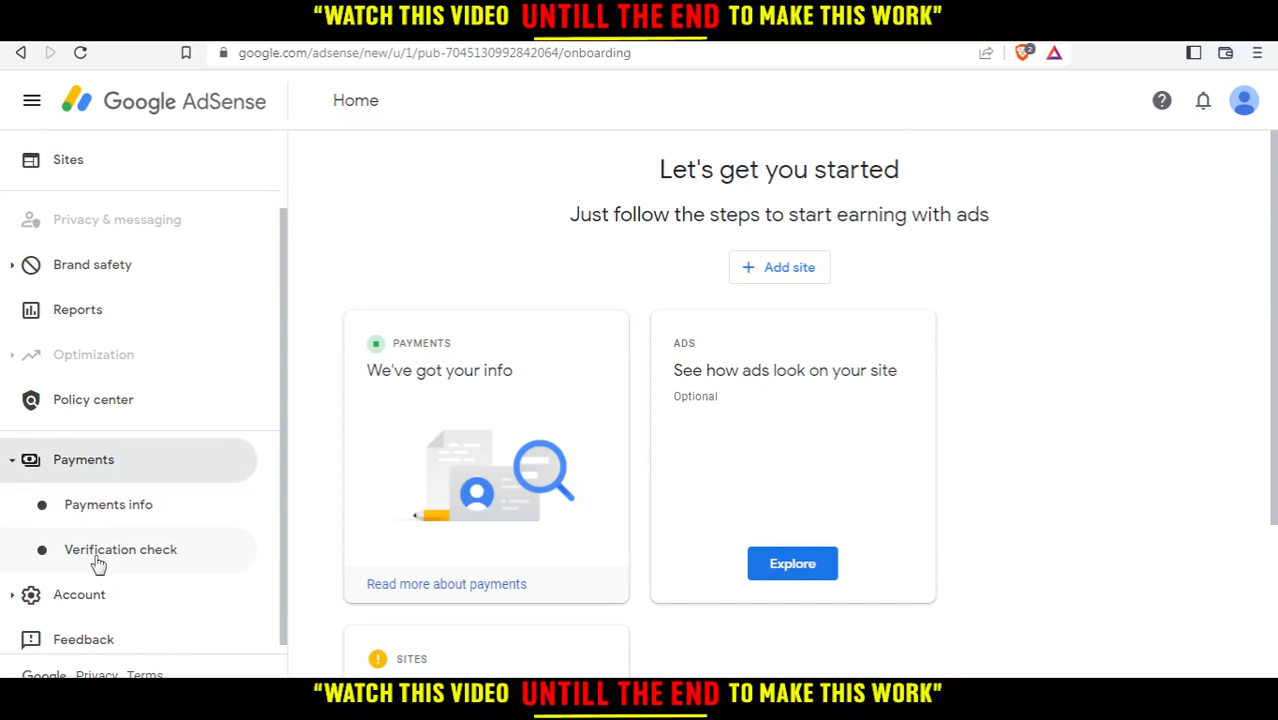 "WATCH THIS VIDEO UNTILL THE END TO MAKE THIS WORK"
google.com/adsense/new/u/1/pub-7045130992842064/onboarding
2
Google AdSense
Home
Sites
Privacy & messaging
Brand safety
Reports
Optimization
Policy center
Payments
Payments info
Verification check
Account
Feedback
Google Privacy Terms
Let's get you started
Just follow the steps to start earning with ads
+ Add site
PAYMENTS
We've got your info
Read more about payments
ADS
See how ads look on your site
Optional
Explore
SITES
"WATCH THIS VIDEO UNTILL THE END TO MAKE THIS WORK"